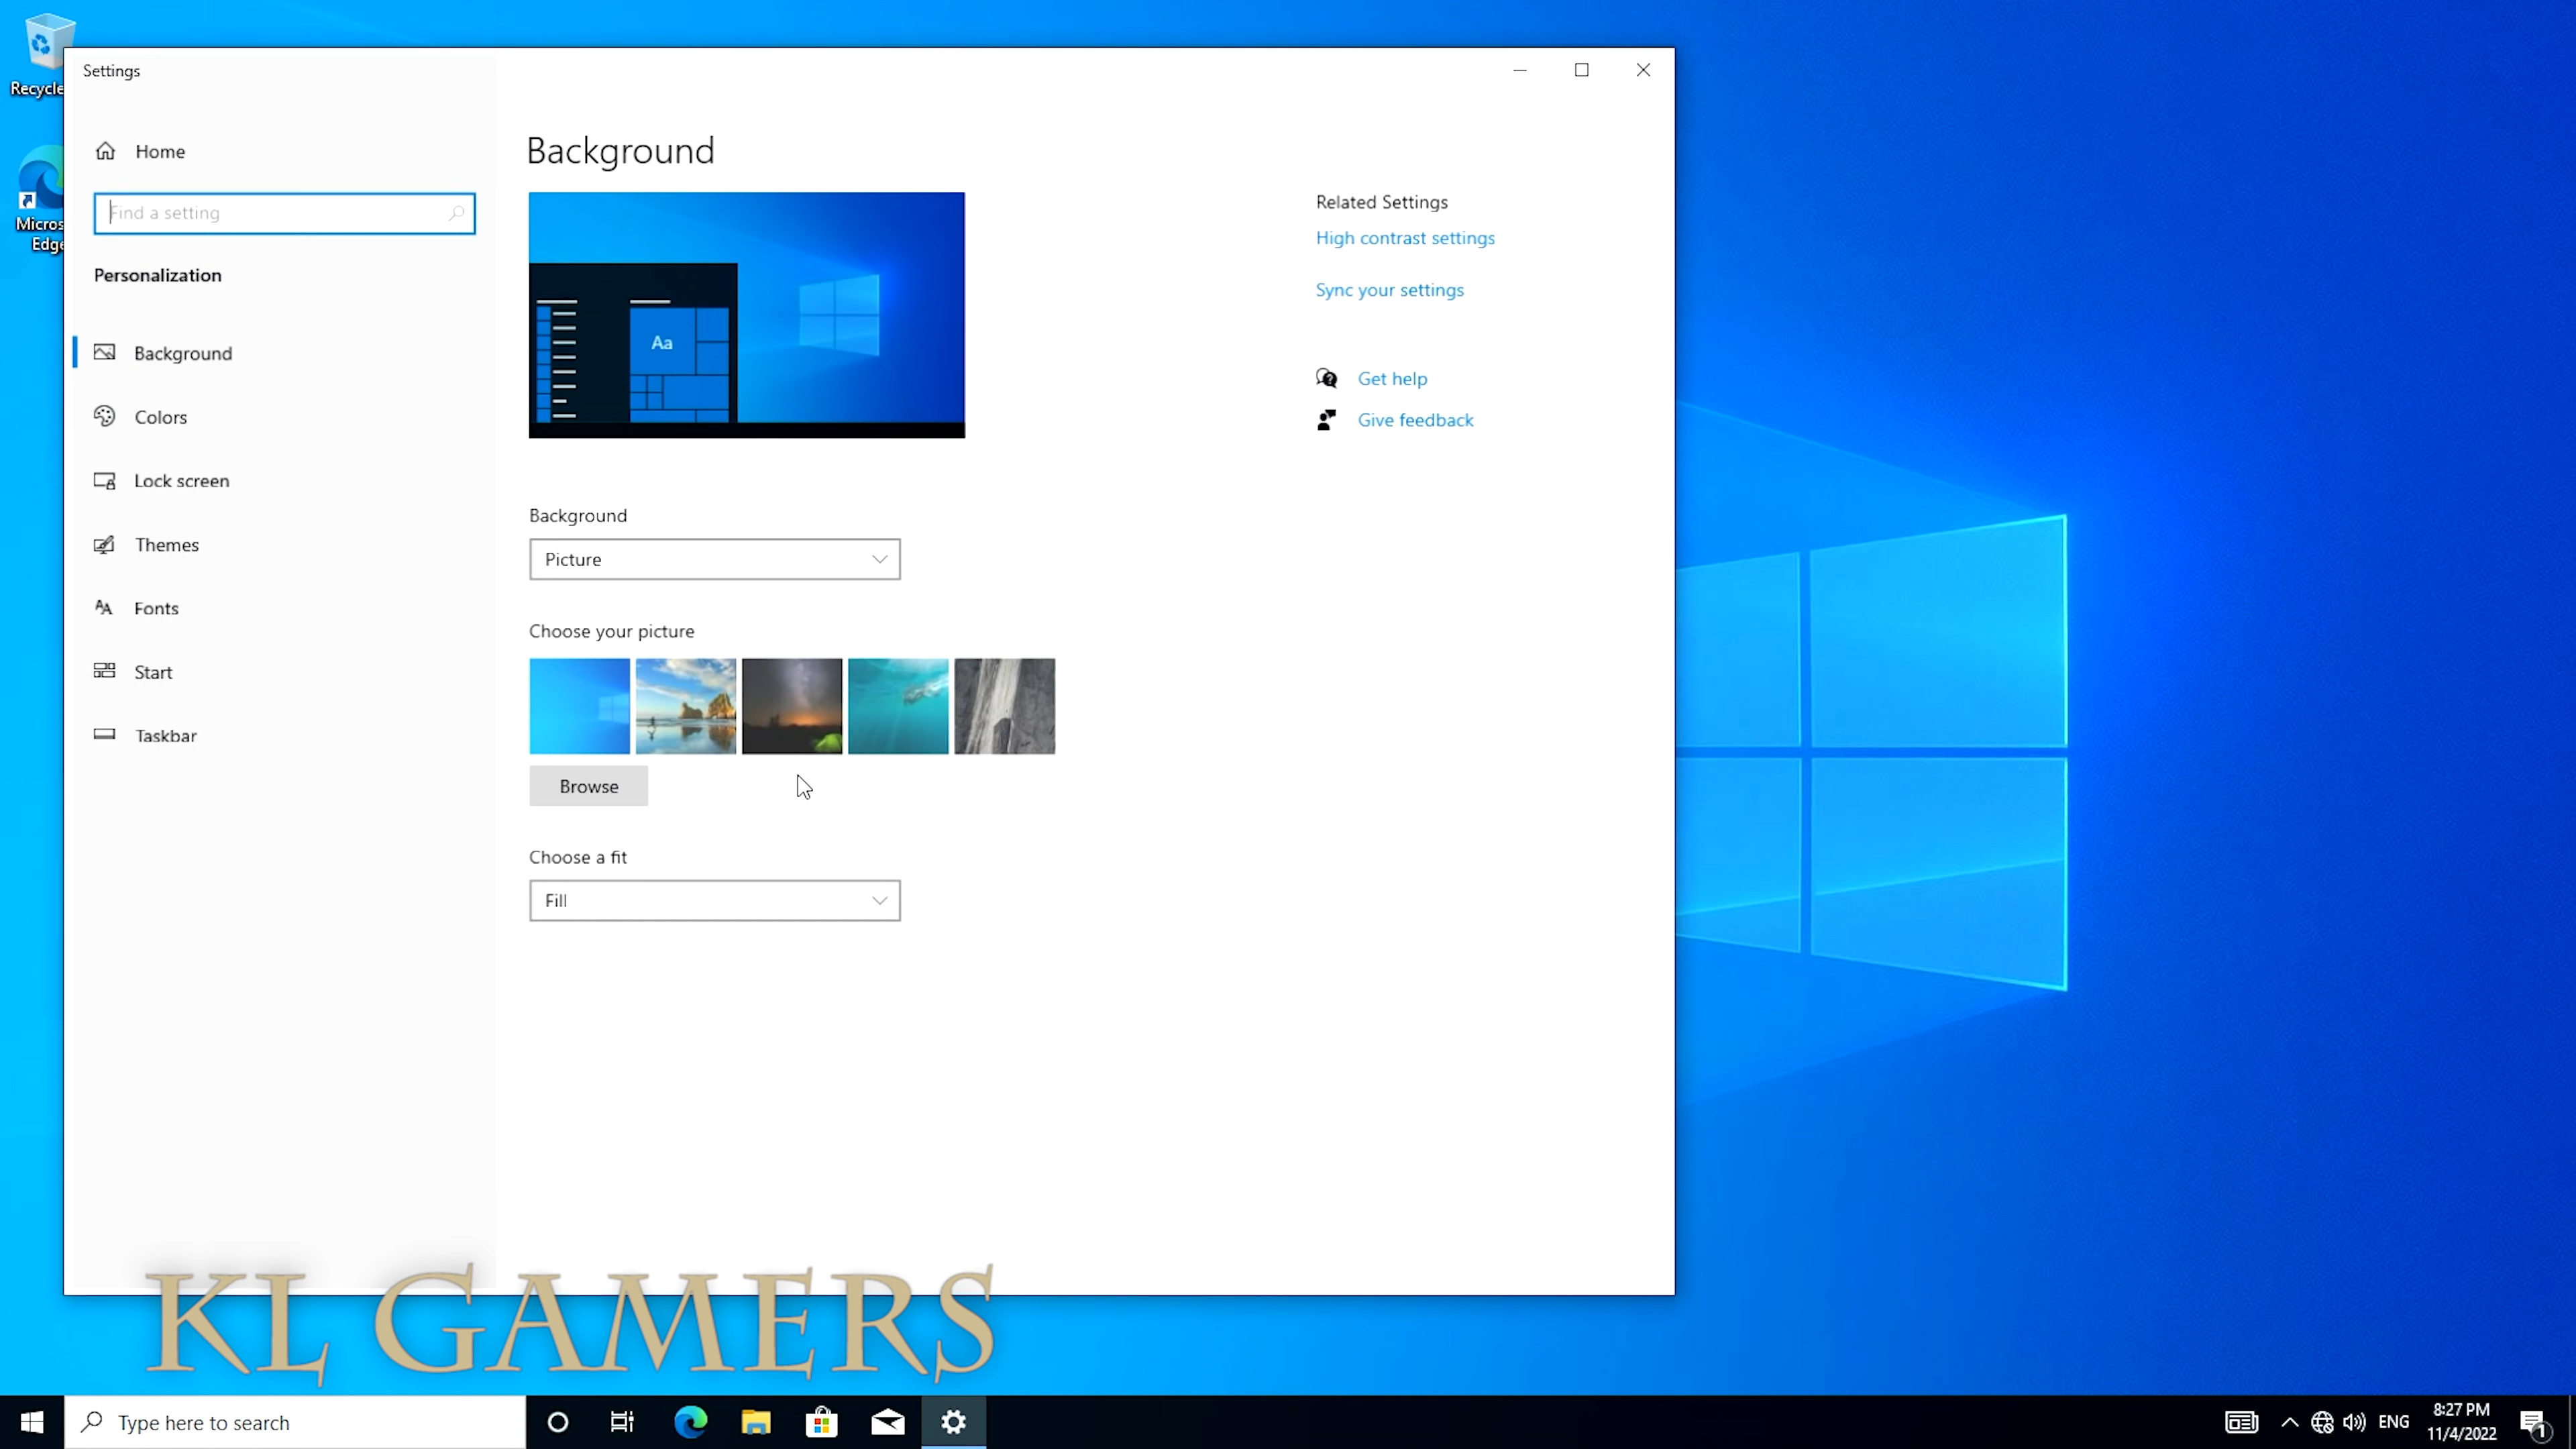 Recycle
Micros
Edge
Settings
Home
Find a setting
Personalization
Background
Colors
Lock screen
Themes
Fonts
Start
Taskbar
Background
Aa
Background
Picture
Choose your picture
Browse
Choose a fit
Fill
Related Settings
High contrast settings
Sync your settings
Get help
Give feedback
KL GAMERS
Type here to search
ENG
8:27 PM
11/4/2022
1